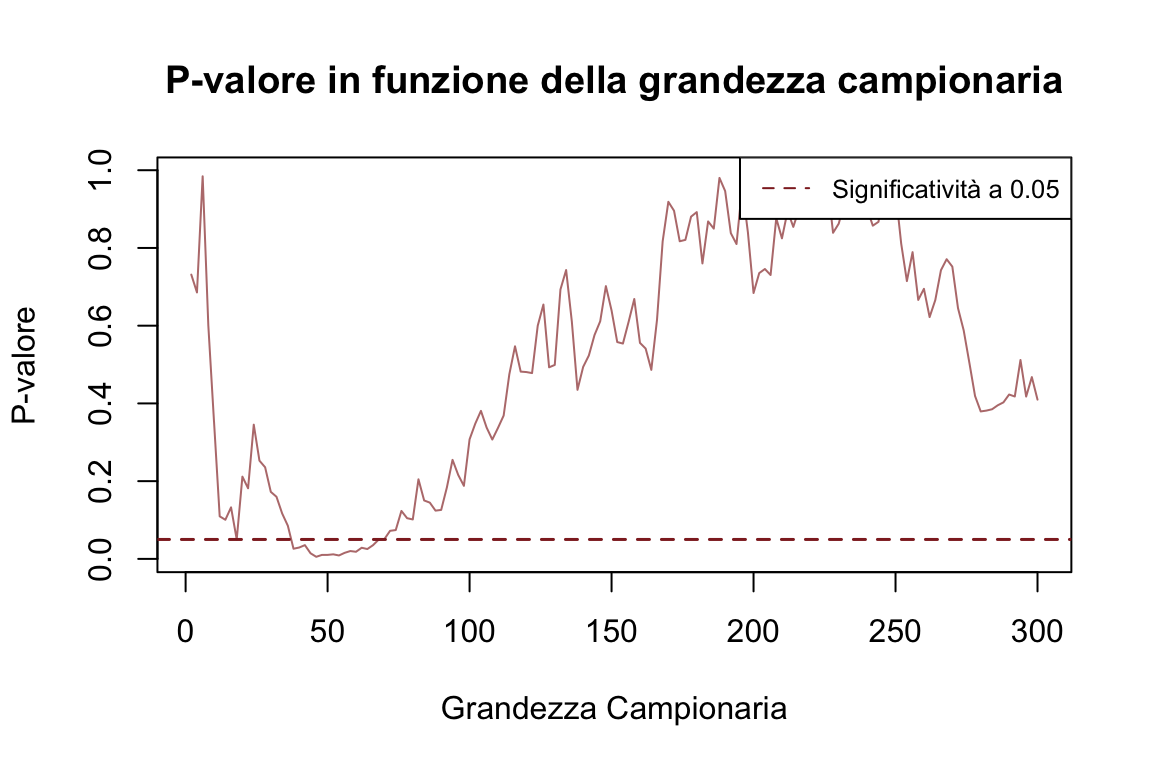 P-valore in funzione della grandezza campionaria
Significatività a 0.05
P-valore
1.0
0.8
0.6
0.4
0.2
0.0
0 50 100 150 200 250 300
Grandezza Campionaria